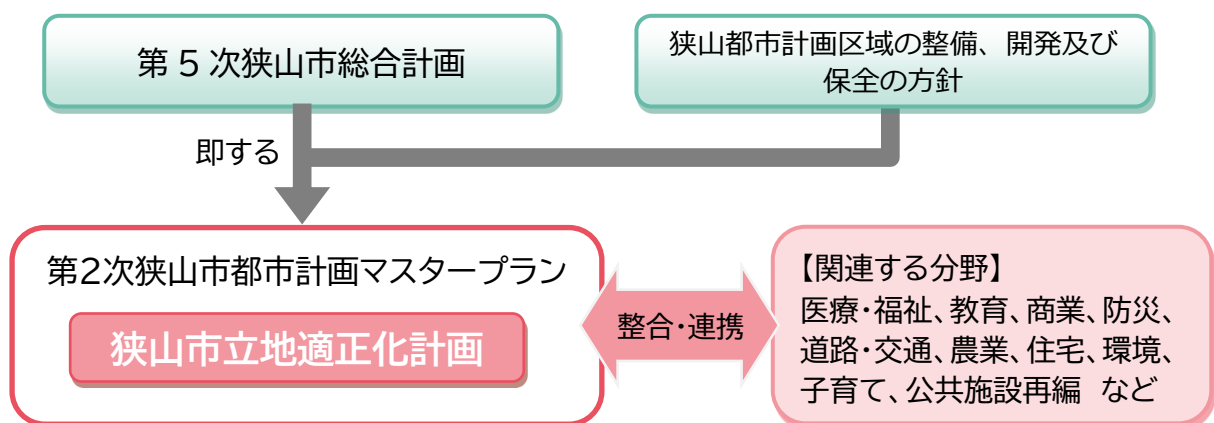 第5次狭山市総合計画
狭山都市計画区域の整備、開発及び
保全の方針
即する
第2次狭山市都市計画マスタープラン
狭山市立地適正化計画
整合・連携
【関連する分野】
医療・福祉、教育、商業、防災、
道路・交通、農業、住宅、環境、
子育て、公共施設再編 など